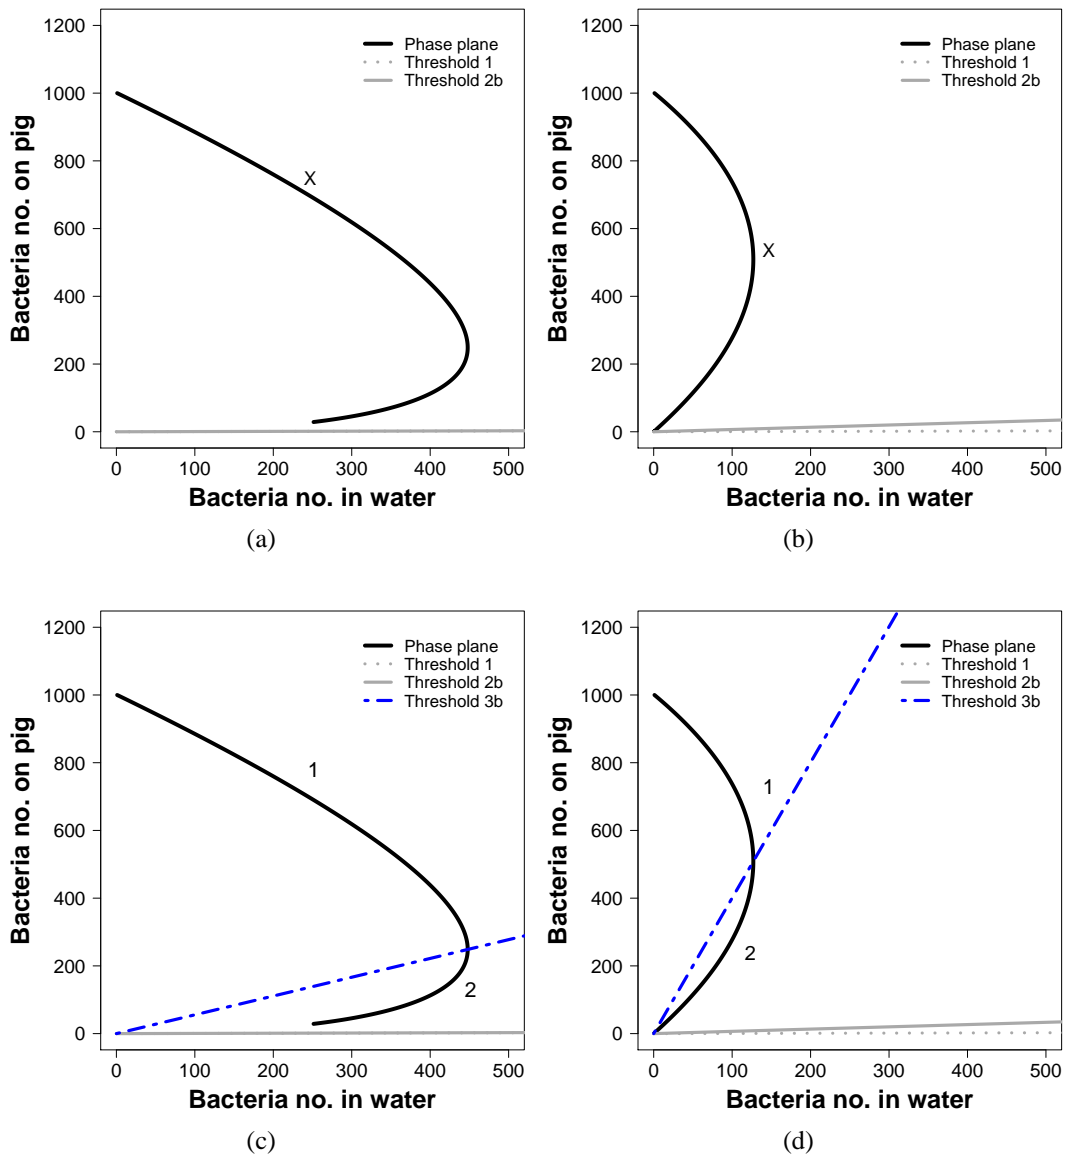 Bacteria no. on pig
1200
1000
800
600
400
200
0
Phase plane
Threshold 1
Threshold 2b
X
0 100 200 300 400 500
Bacteria no. in water
(a)
Bacteria no. on pig
1200
1000
800
600
400
200
0
Phase plane
Threshold 1
Threshold 2b
X
0 100 200 300 400 500
Bacteria no. in water
(b)
Bacteria no. on pig
1200
1000
800
600
400
200
0
Phase plane
Threshold 1
Threshold 2b
Threshold 3b
1
2
0 100 200 300 400 500
Bacteria no. in water
(c)
Bacteria no. on pig
1200
1000
800
600
400
200
0
Phase plane
Threshold 1
Threshold 2b
Threshold 3b
1
2
0 100 200 300 400 500
Bacteria no. in water
(d)